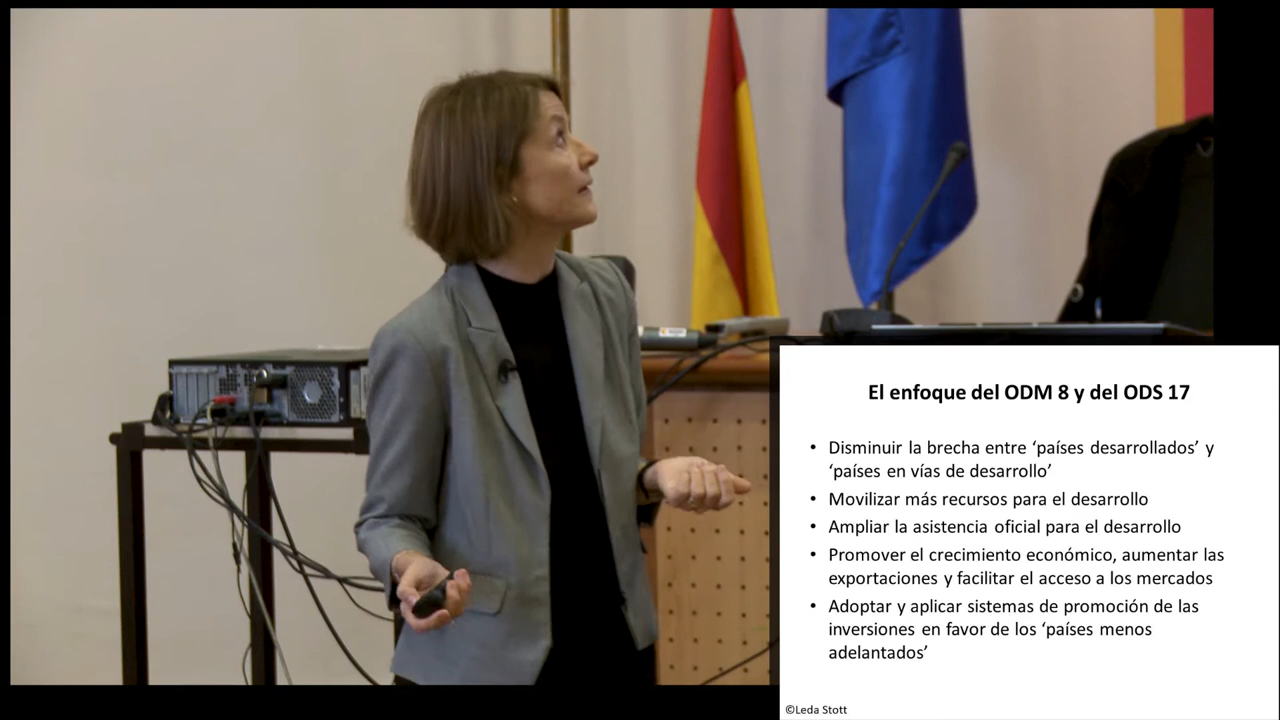 El enfoque del ODM 8 y del ODS 17
• Disminuir la brecha entre ‘países desarrollados’ y
‘países en vías de desarrollo’
• Movilizar más recursos para el desarrollo
• Ampliar la asistencia oficial para el desarrollo
• Promover el crecimiento económico, aumentar las
exportaciones y facilitar el acceso a los mercados
• Adoptar y aplicar sistemas de promoción de las
inversiones en favor de los ‘países menos
adelantados’
©Leda Stott